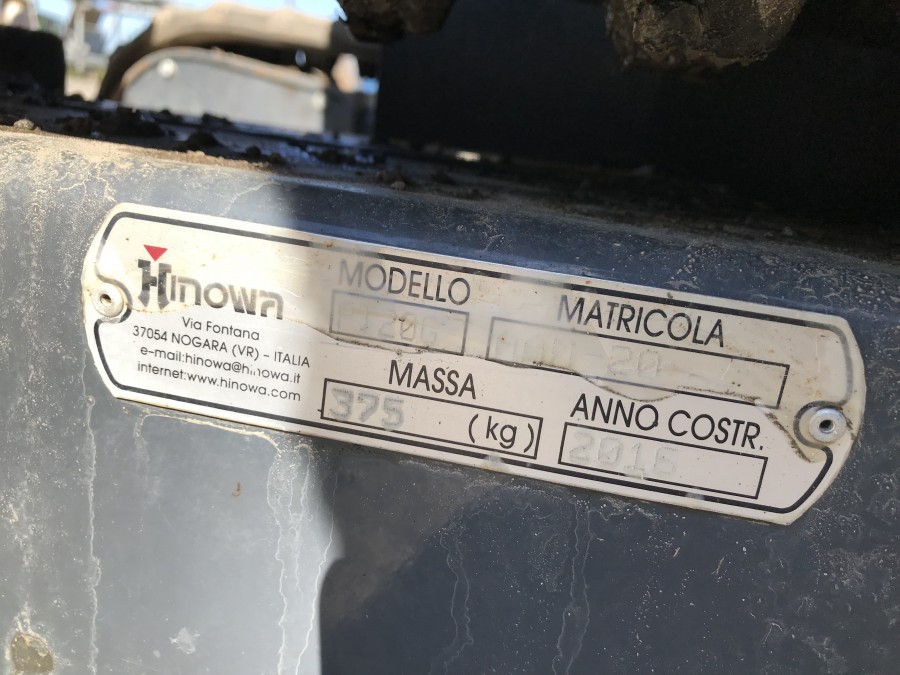 Hinowa
Via Fontana
37054 NOGARA (VR) - ITALIA
e-mail:hinowa@hinowa.it
internet:www.hinowa.com
MODELLO
MATRICOLA
MASSA
375 (kg)
ANNO COSTR.
2016